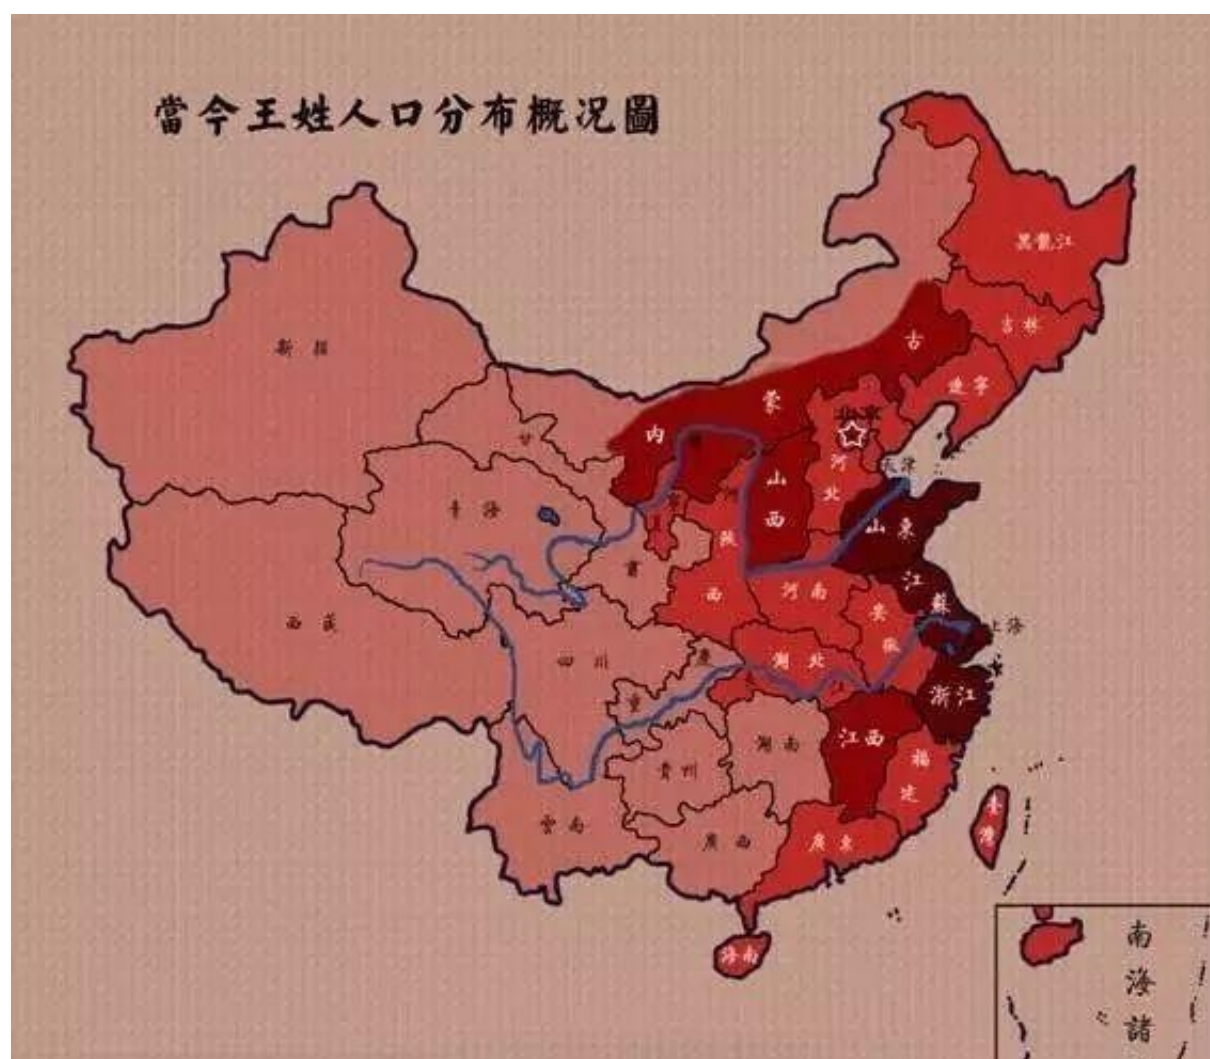 當今王姓人口分布概況圖
黑龍江
吉林
遼寧
內蒙古
北京
天津
河北
山西
山東
新疆
甘肅
青海
陝西
河南
江蘇
安徽
上海
西藏
四川
重慶
湖北
浙江
江西
湖南
貴州
福建
雲南
廣西
廣東
臺灣
海南
南海諸